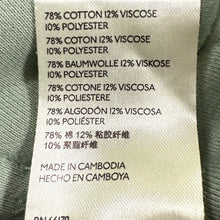 78% COTTON 12% VISCOSE
10% POLYESTER
78% COTON 12% VISCOSE
10% POLYESTER
78% BAUMWOLLE 12% VISKOSE
10% POLYESTER
78% COTONE 12% VISCOSA
10% POLIESTERE
78% ALGODÓN 12% VISCOSA
10% POLIÉSTER
78% 棉 12% 粘胶纤维
10% 聚酯纤维
MADE IN CAMBODIA
HECHO EN CAMBOYA